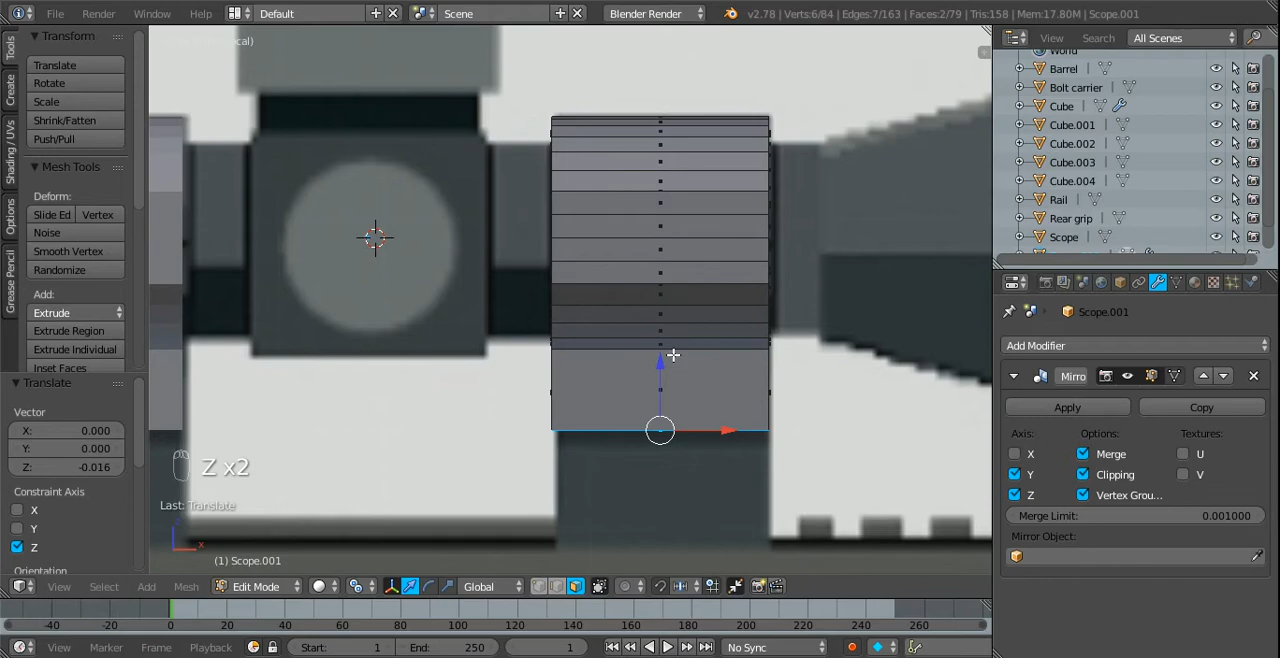 File Render Window Help Default Scene Blender Render v2.78 | Verts:6/84 | Edges:7/163 | Faces:2/79 | Tris:158 | Mem:17.80M | Scope.001
Tools
Create
Shading / UVs
Options
Grease Pencil
Transform
Translate
Rotate
Scale
Shrink/Fatten
Push/Pull
Mesh Tools
Deform:
Slide Ed Vertex
Noise
Smooth Vertex
Randomize
Add:
Extrude
Extrude Region
Extrude Individual
Inset Faces
Translate
Vector
X: 0.000
Y: 0.000
Z: -0.016
Constraint Axis
X
Y
Z
Orientation
Z x2
Last: Translate
z
x
(1) Scope.001
View Select Add Mesh Edit Mode Global
-40 -20 0 20 40 60 80 100 120 140 160 180 200 220 240 260
View Marker Frame Playback Start: 1 End: 250 1 No Sync
View Search All Scenes
World
Barrel
Bolt carrier
Cube
Cube.001
Cube.002
Cube.003
Cube.004
Rail
Rear grip
Scope
Scope.001
Add Modifier
Mirro
Apply Copy
Axis: Options: Textures:
X Merge U
Y Clipping V
Z Vertex Grou...
Merge Limit: 0.001000
Mirror Object: